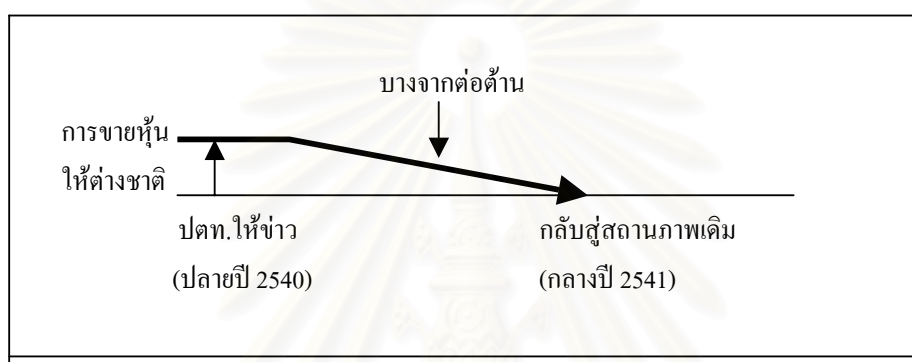 บางจากต่อต้าน
การขายหุ้น
ให้ต่างชาติ
ปตท.ให้ข่าว
(ปลายปี 2540)
กลับสู่สถานภาพเดิม
(กลางปี 2541)